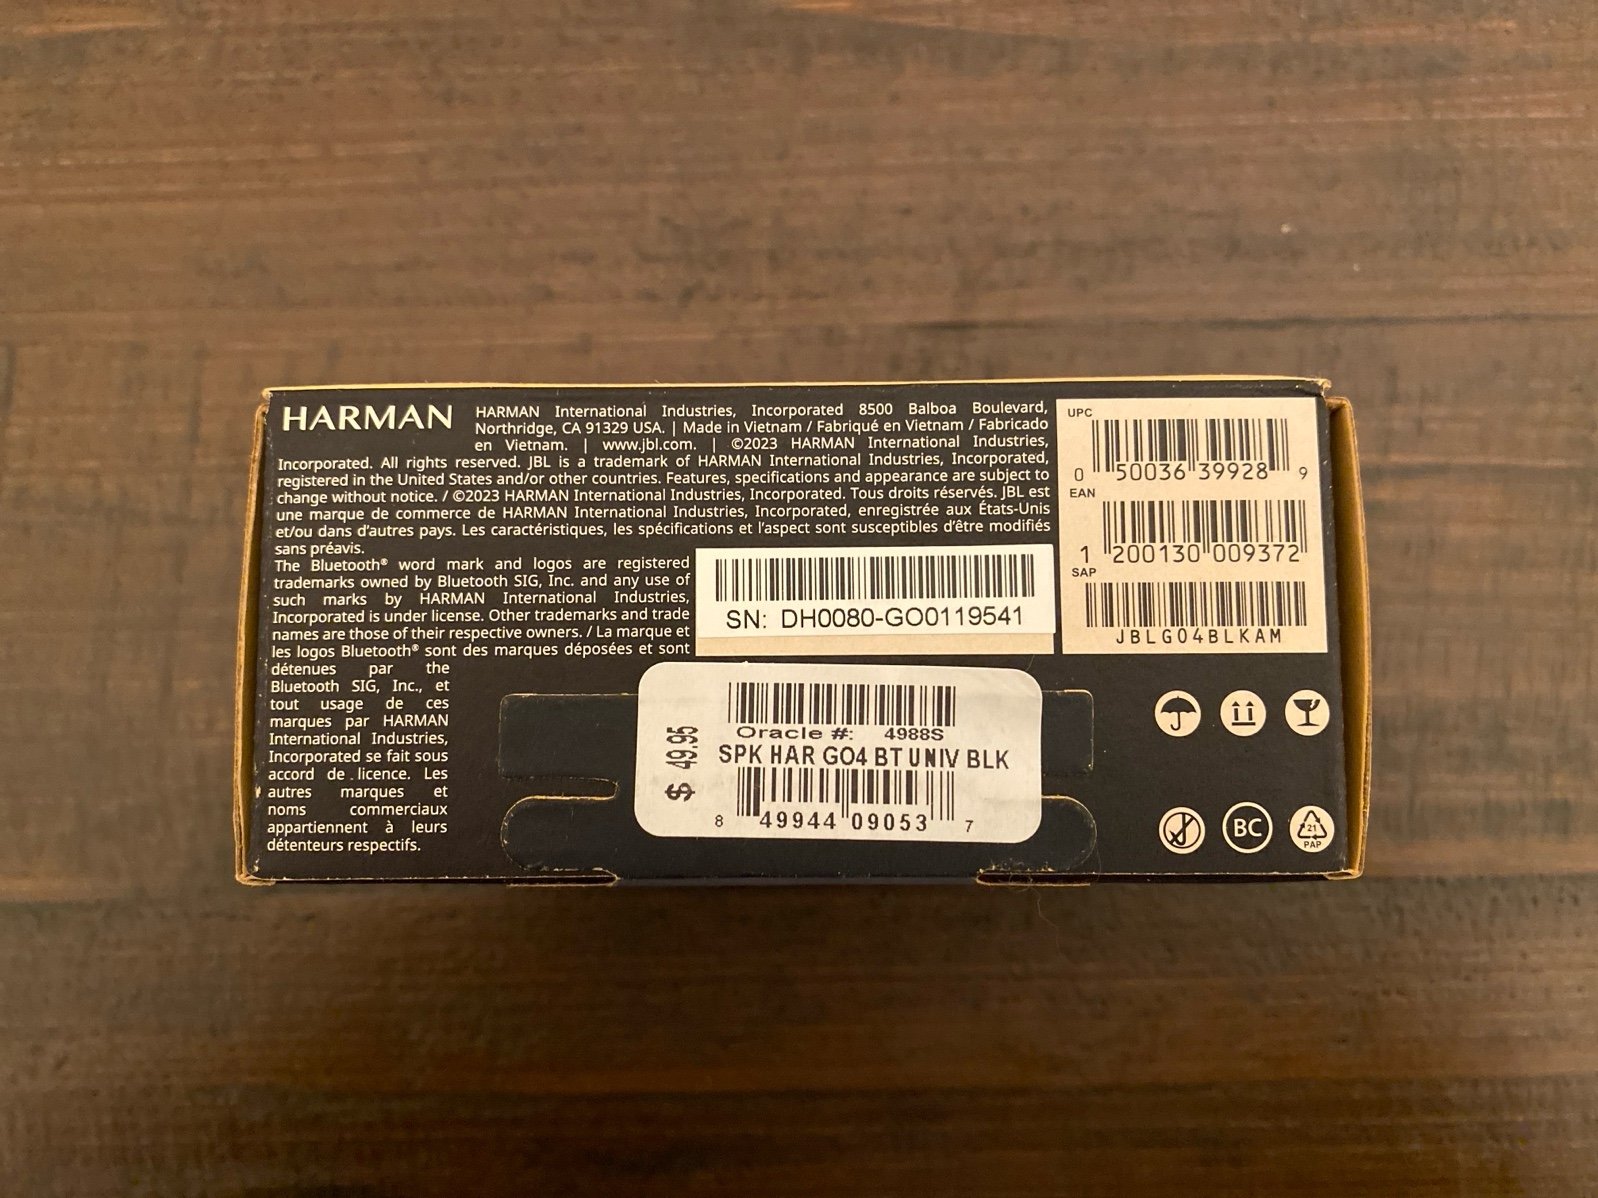 HARMAN
HARMAN International Industries, Incorporated 8500 Balboa Boulevard,
Northridge, CA 91329 USA. | Made in Vietnam / Fabriqué en Vietnam / Fabricado
en Vietnam. | www.jbl.com. | ©2023 HARMAN International Industries,
Incorporated. All rights reserved. JBL is a trademark of HARMAN International Industries, Incorporated,
registered in the United States and/or other countries. Features, specifications and appearance are subject to
change without notice. / ©2023 HARMAN International Industries, Incorporated. Tous droits réservés. JBL est
une marque de commerce de HARMAN International Industries, Incorporated, enregistrée aux États-Unis
et/ou dans d’autres pays. Les caractéristiques, les spécifications et l’aspect sont susceptibles d’être modifiés
sans préavis.
The Bluetooth® word mark and logos are registered
trademarks owned by Bluetooth SIG, Inc. and any use of
such marks by HARMAN International Industries,
Incorporated is under license. Other trademarks and trade
names are those of their respective owners. / La marque et
les logos Bluetooth® sont des marques déposées et sont
détenues par the
Bluetooth SIG, Inc., et
tout usage de ces
marques par HARMAN
International Industries,
Incorporated se fait sous
accord de licence. Les
autres marques et
noms commerciaux
appartiennent à leurs
détenteurs respectifs.
SN: DH0080-GO0119541
UPC
0 50036 39928 9
EAN
1 200130 009372
SAP
JBLGO4BLKAM
$ 49.95
Oracle #: 4988S
SPK HAR GO4 BT UNIV BLK
8 49944 09053 7
BC
21
PAP